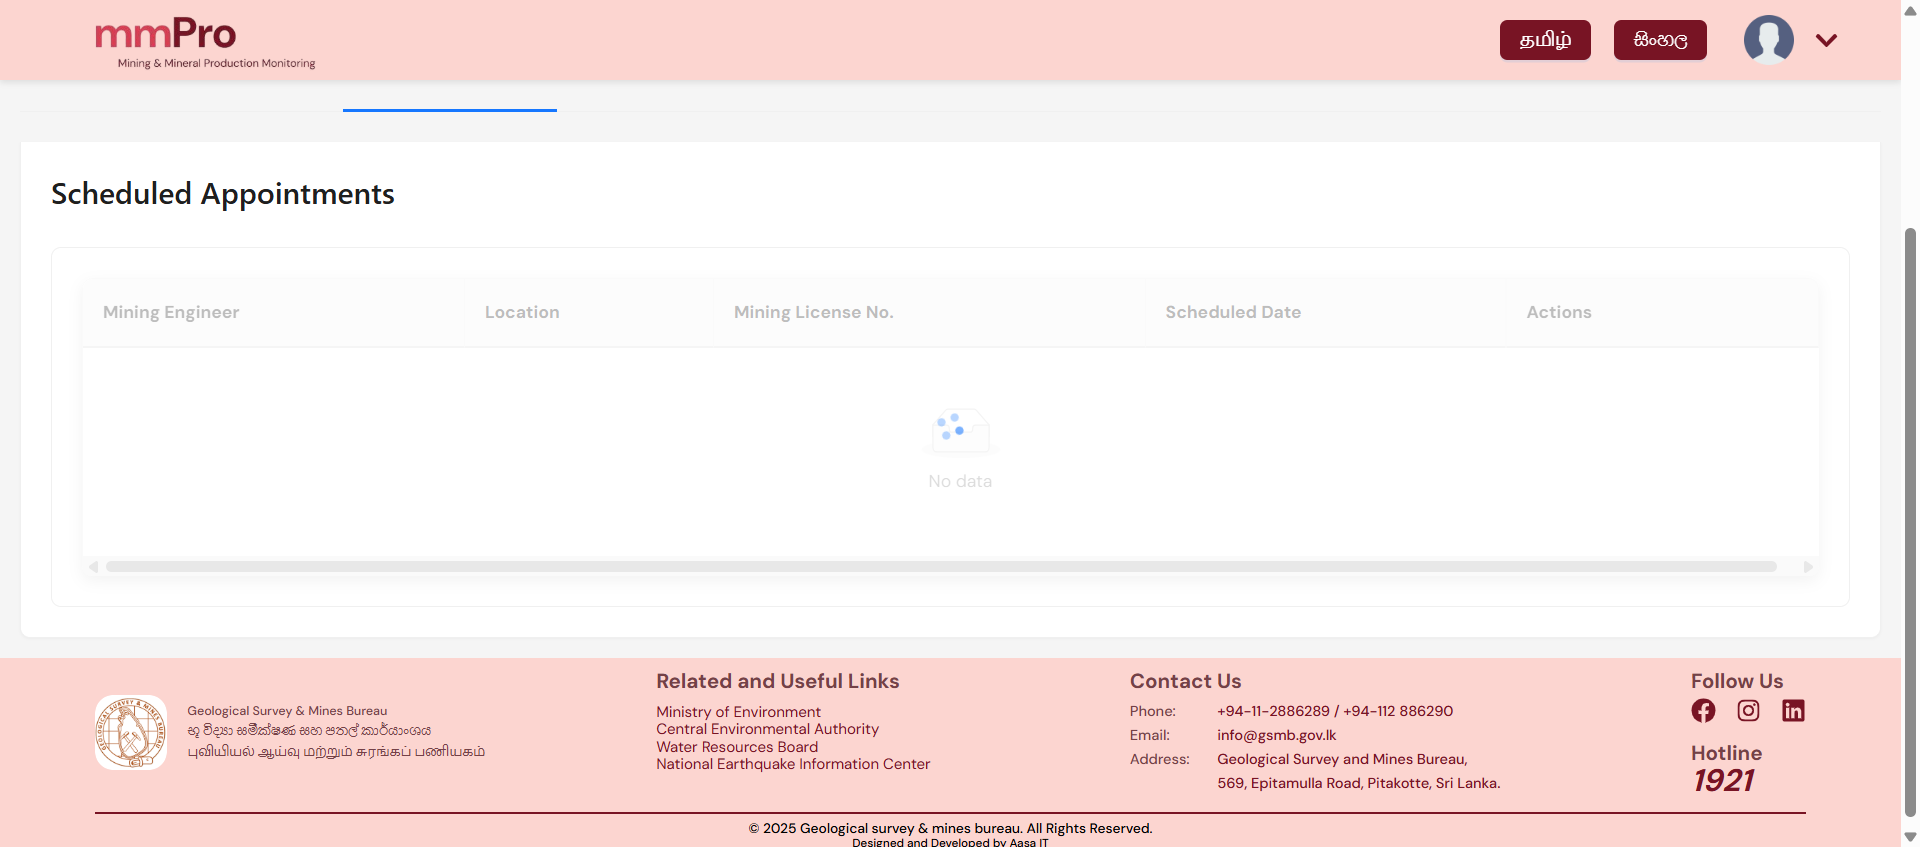 mmPro
Mining & Mineral Production Monitoring
தமிழ்
සිංහල
Scheduled Appointments
Mining Engineer
Location
Mining License No.
Scheduled Date
Actions
No data
Geological Survey & Mines Bureau
භූ විද්‍යා සමීක්ෂණ සහ පතල් කාර්යාංශය
புவியியல் ஆய்வு மற்றும் சுரங்கப் பணியகம்
Related and Useful Links
Ministry of Environment
Central Environmental Authority
Water Resources Board
National Earthquake Information Center
Contact Us
Phone: +94-11-2886289 / +94-112 886290
Email: info@gsmb.gov.lk
Address: Geological Survey and Mines Bureau,
569, Epitamulla Road, Pitakotte, Sri Lanka.
Follow Us
Hotline
1921
© 2025 Geological survey & mines bureau. All Rights Reserved.
Designed and Developed by Aasa IT